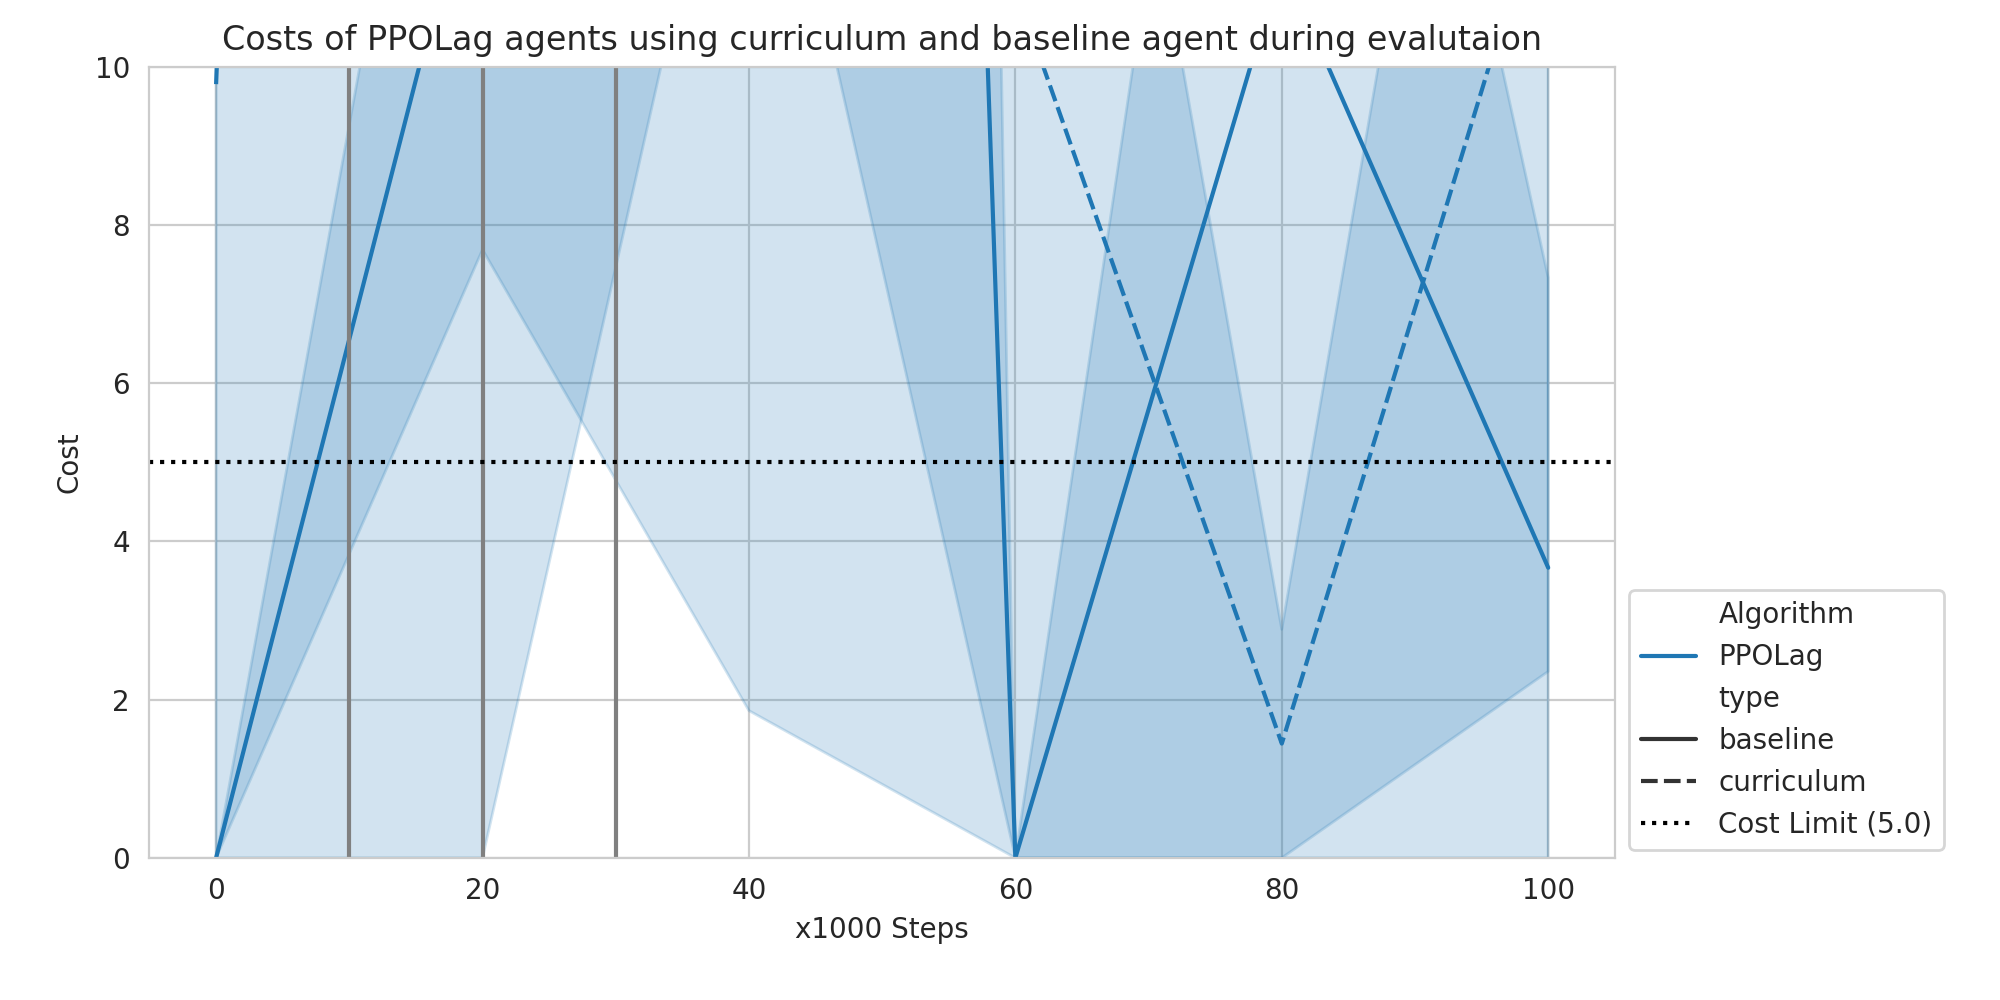 Costs of PPOLag agents using curriculum and baseline agent during evalutaion
10
8
6
4
2
0
Cost
0 20 40 60 80 100
x1000 Steps
Algorithm
PPOLag
type
baseline
curriculum
Cost Limit (5.0)